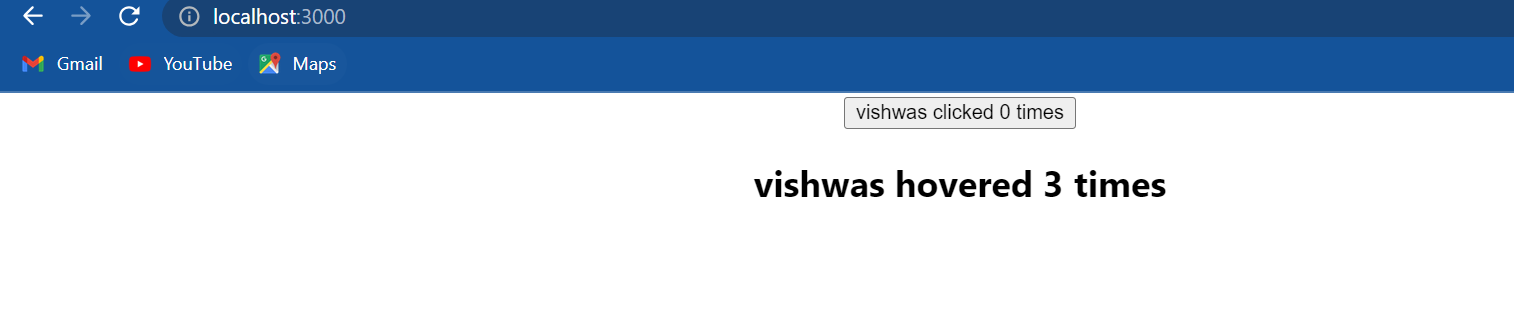 localhost:3000
Gmail YouTube Maps
vishwas clicked 0 times
vishwas hovered 3 times